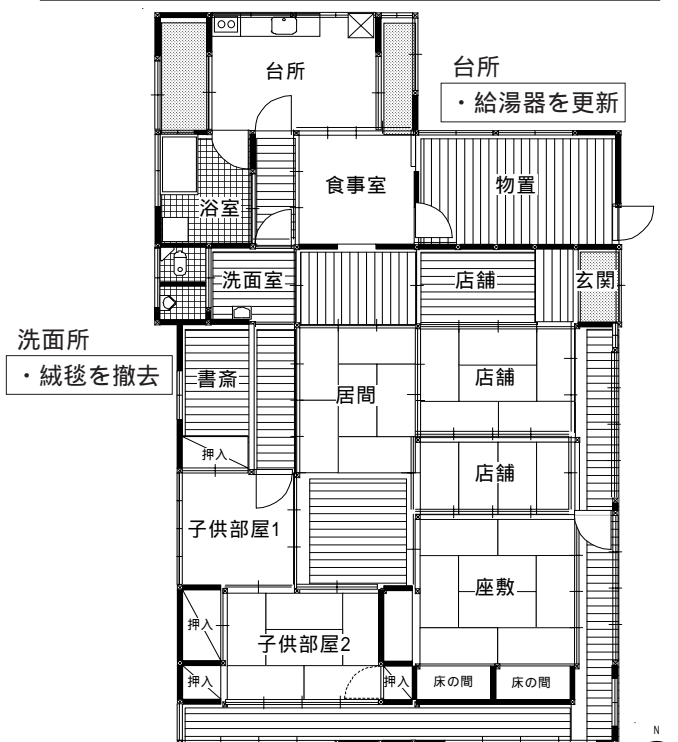 台所
台所
・給湯器を更新
食事室
物置
浴室
洗面室
店舗
玄関
洗面所
・絨毯を撤去
書斎
居間
店舗
押入
店舗
子供部屋1
座敷
押入
子供部屋2
押入
押入
床の間
床の間
N